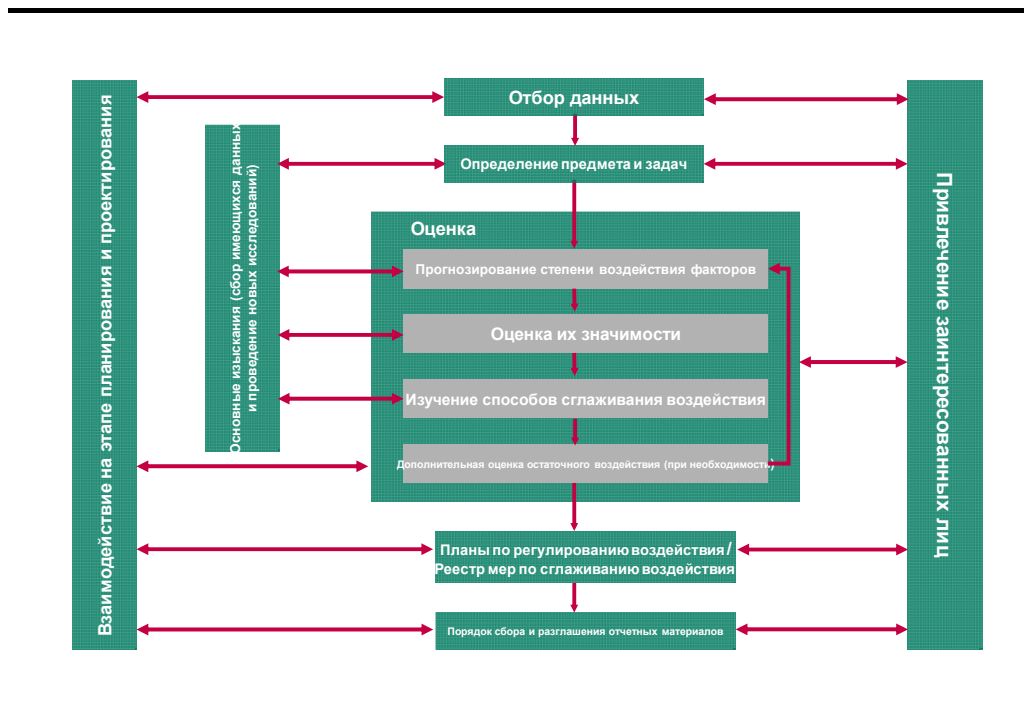 Взаимодействие на этапе планирования и проектирования
Основные изыскания (сбор имеющихся данных
и проведение новых исследований)
Отбор данных
Определение предмета и задач
Оценка
Прогнозирование степени воздействия факторов
Оценка их значимости
Изучение способов сглаживания воздействия
Дополнительная оценка остаточного воздействия (при необходимости)
Планы по регулированию воздействия /
Реестр мер по сглаживанию воздействия
Порядок сбора и разглашения отчетных материалов
Привлечение заинтересованных лиц